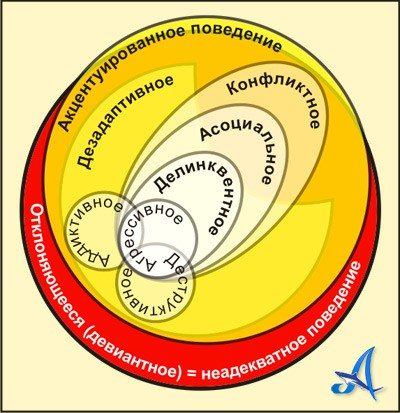 Акцентуированное поведение
Дезадаптивное
Конфликтное
Асоциальное
Делинквентное
Агрессивное
Аддиктивное
Деструктивное
Отклоняющееся (девиантное) = неадекватное поведение